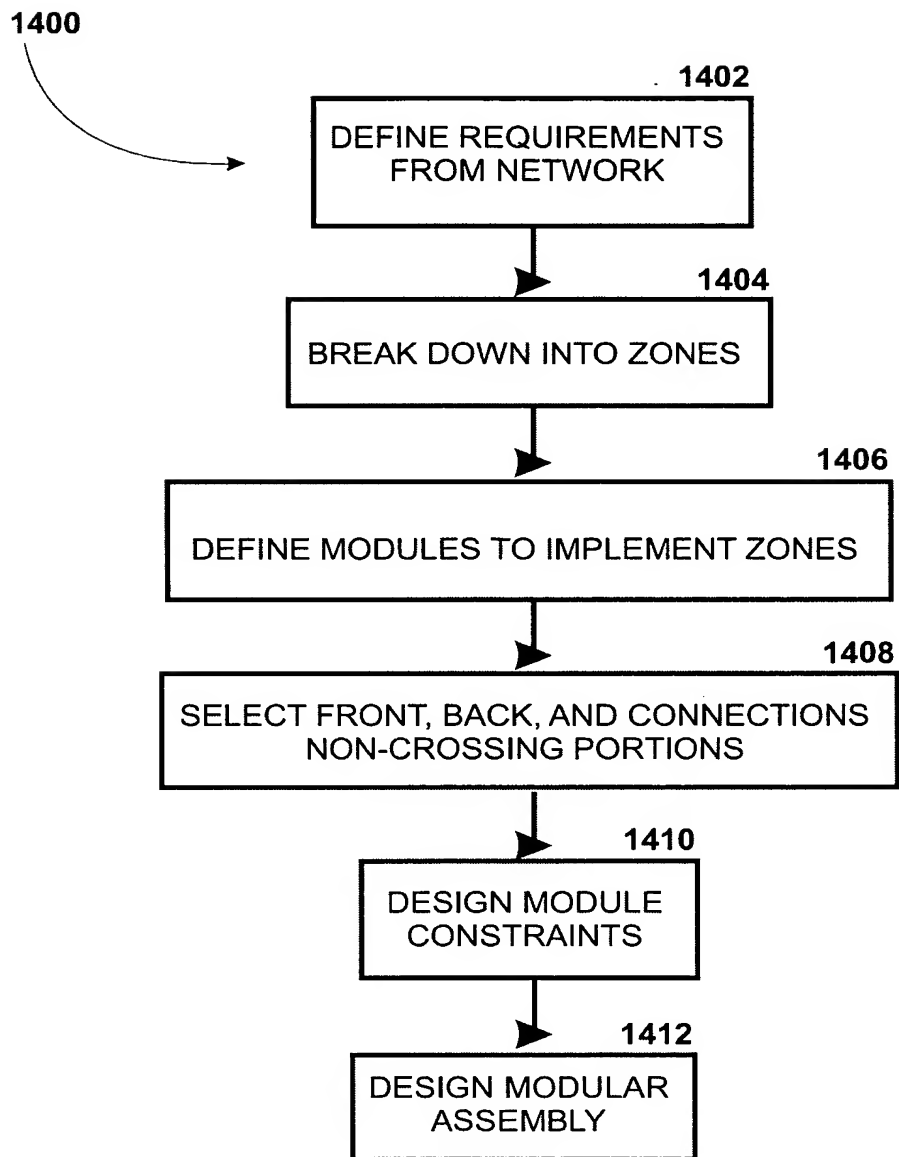 1400
1402
DEFINE REQUIREMENTS
FROM NETWORK
1404
BREAK DOWN INTO ZONES
1406
DEFINE MODULES TO IMPLEMENT ZONES
1408
SELECT FRONT, BACK, AND CONNECTIONS
NON-CROSSING PORTIONS
1410
DESIGN MODULE
CONSTRAINTS
1412
DESIGN MODULAR
ASSEMBLY